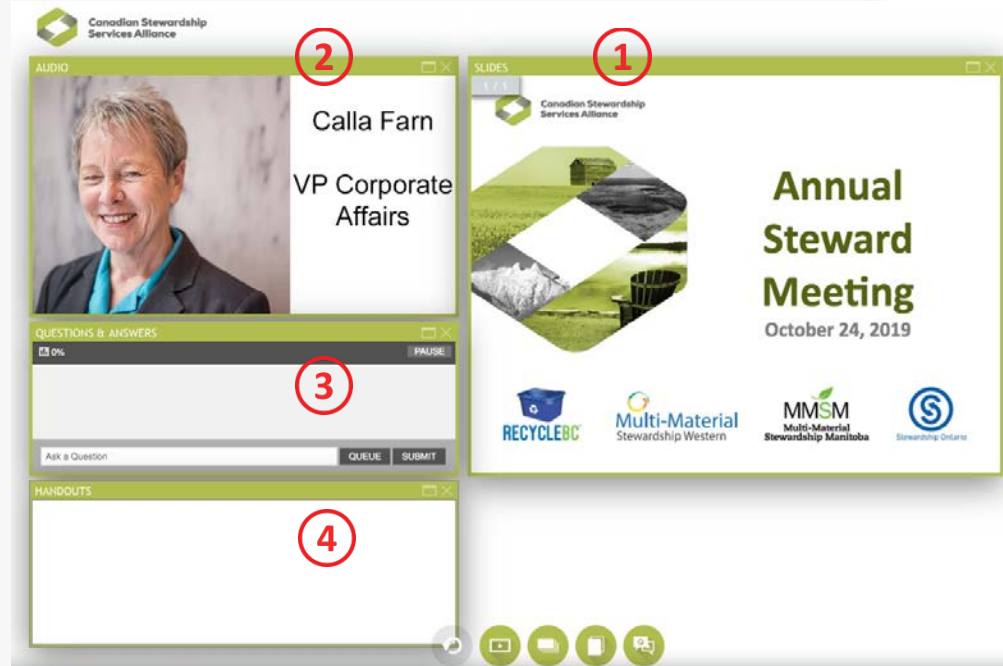 Canadian Stewardship
Services Alliance
AUDIO
2
Calla Farn
VP Corporate
Affairs
SLIDES
1
1 / 1
Canadian Stewardship
Services Alliance
Annual
Steward
Meeting
October 24, 2019
RECYCLEBC
Multi-Material
Stewardship Western
MMSM
Multi-Material
Stewardship Manitoba
Stewardship Ontario
QUESTIONS & ANSWERS
0%
PAUSE
3
Ask a Question
QUEUE
SUBMIT
HANDOUTS
4